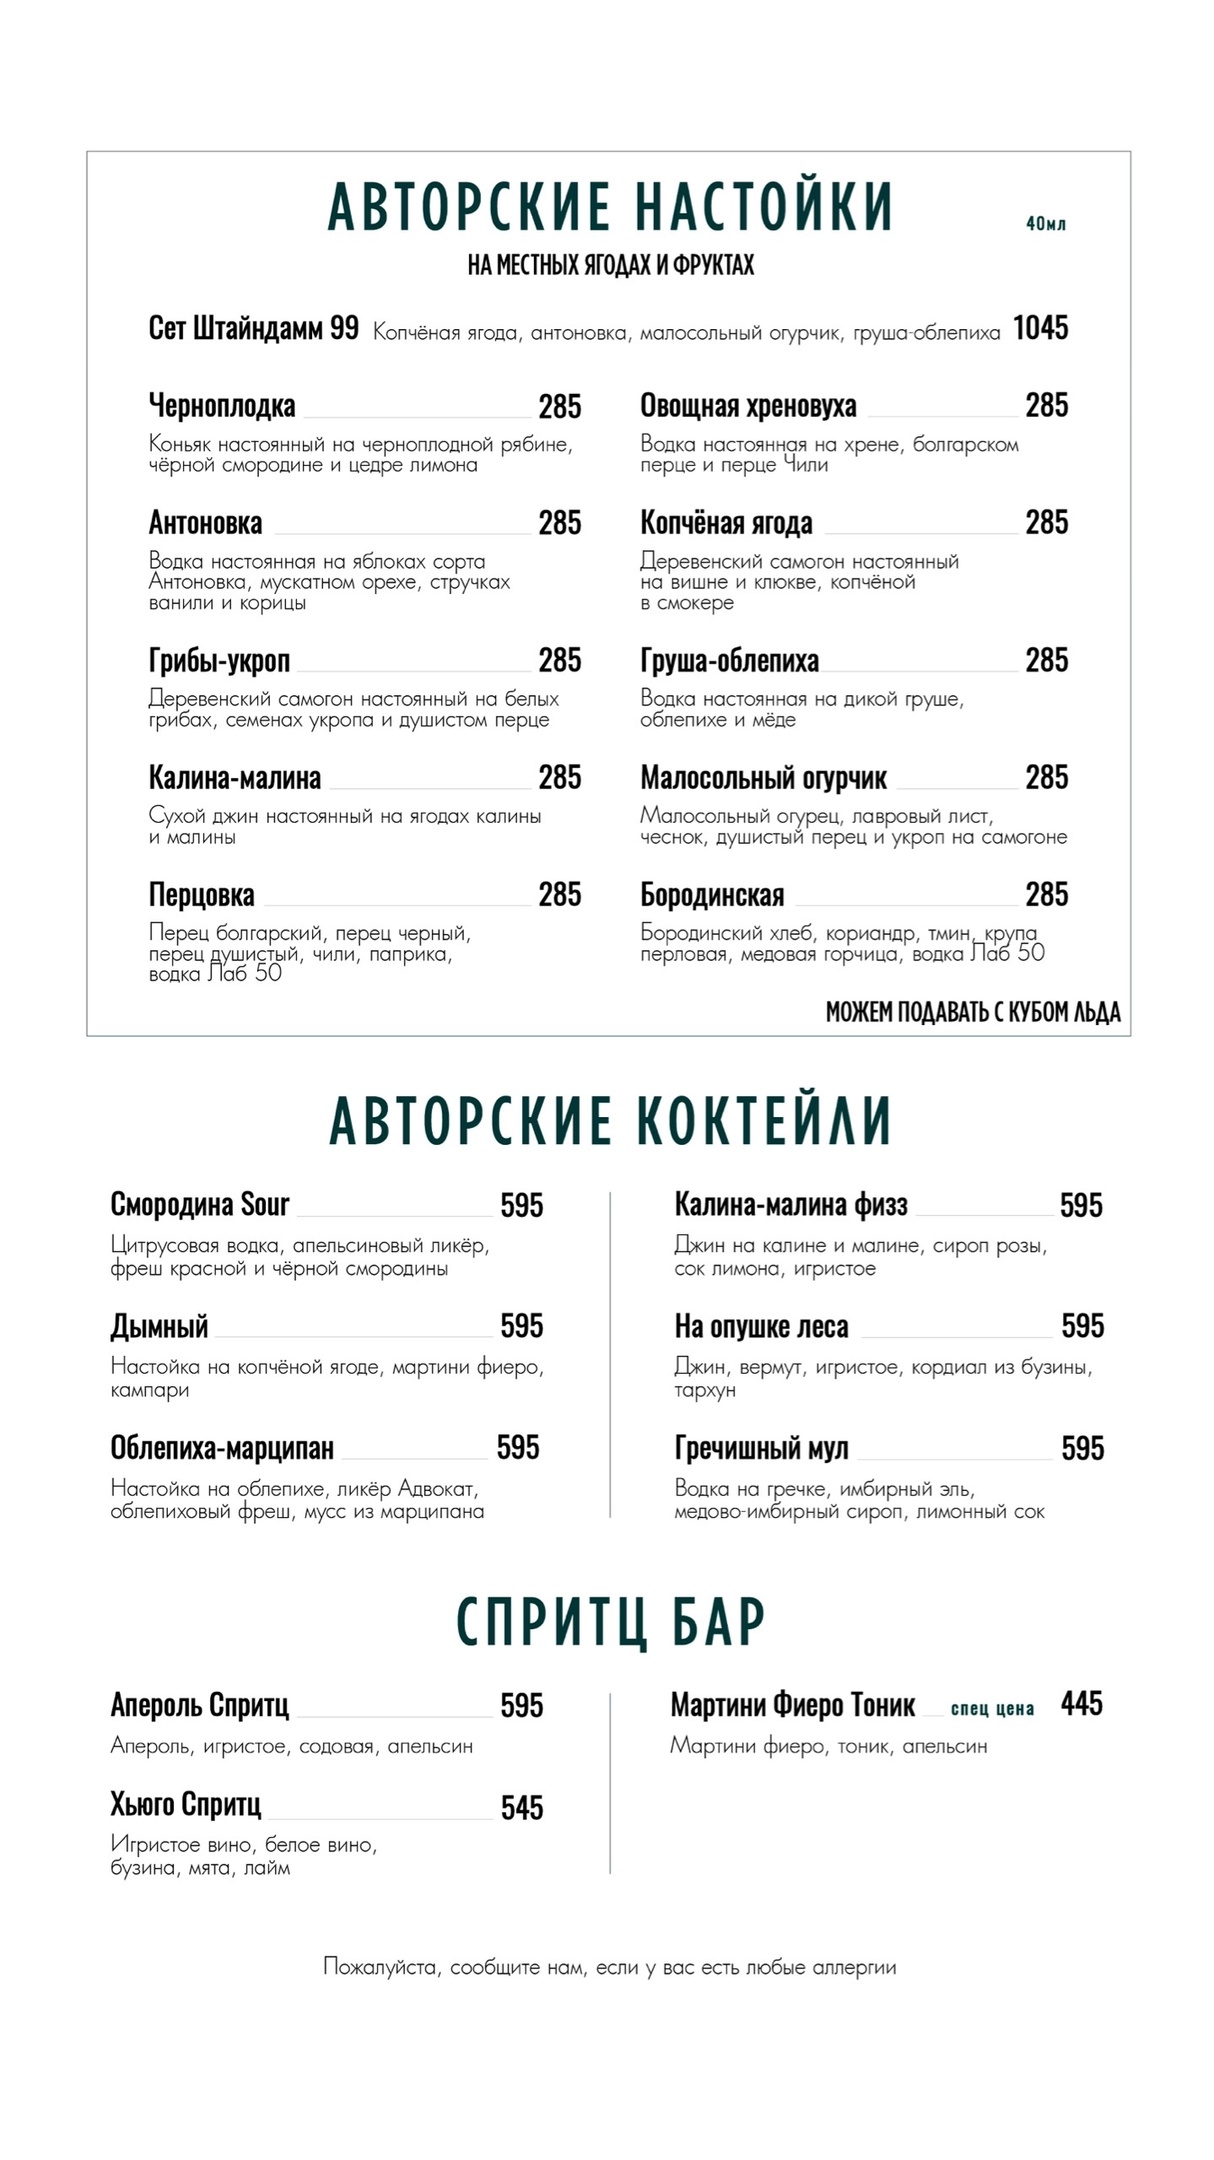 АВТОРСКИЕ НАСТОЙКИ
40мл
НА МЕСТНЫХ ЯГОДАХ И ФРУКТАХ
Сет Штайндамм 99 Копчёная ягода, антоновка, малосольный огурчик, груша-облепиха 1045
Черноплодка 285
Коньяк настоянный на черноплодной рябине,
чёрной смородине и цедре лимона
Антоновка 285
Водка настоянная на яблоках сорта
Антоновка, мускатном орехе, стручках
ванили и корицы
Грибы-укроп 285
Деревенский самогон настоянный на белых
грибах, семенах укропа и душистом перце
Калина-малина 285
Сухой джин настоянный на ягодах калины
и малины
Перцовка 285
Перец болгарский, перец черный,
перец душистый, чили, паприка,
водка Лаб 50
Овощная хреновуха 285
Водка настоянная на хрене, болгарском
перце и перце Чили
Копчёная ягода 285
Деревенский самогон настоянный
на вишне и клюкве, копчёной
в смокере
Груша-облепиха 285
Водка настоянная на дикой груше,
облепихе и мёде
Малосольный огурчик 285
Малосольный огурец, лавровый лист,
чеснок, душистый перец и укроп на самогоне
Бородинская 285
Бородинский хлеб, кориандр, тмин, крупа
перловая, медовая горчица, водка Лаб 50
МОЖЕМ ПОДАВАТЬ С КУБОМ ЛЬДА
АВТОРСКИЕ КОКТЕЙЛИ
Смородина Sour 595
Цитрусовая водка, апельсиновый ликёр,
фреш красной и чёрной смородины
Дымный 595
Настойка на копчёной ягоде, мартини фиеро,
кампари
Облепиха-марципан 595
Настойка на облепихе, ликёр Адвокат,
облепиховый фреш, мусс из марципана
Калина-малина физз 595
Джин на калине и малине, сироп розы,
сок лимона, игристое
На опушке леса 595
Джин, вермут, игристое, кордиал из бузины,
тархун
Гречишный мул 595
Водка на гречке, имбирный эль,
медово-имбирный сироп, лимонный сок
СПРИТЦ БАР
Апероль Спритц 595
Апероль, игристое, содовая, апельсин
Хьюго Спритц 545
Игристое вино, белое вино,
бузина, мята, лайм
Мартини Фиеро Тоник спец цена 445
Мартини фиеро, тоник, апельсин
Пожалуйста, сообщите нам, если у вас есть любые аллергии